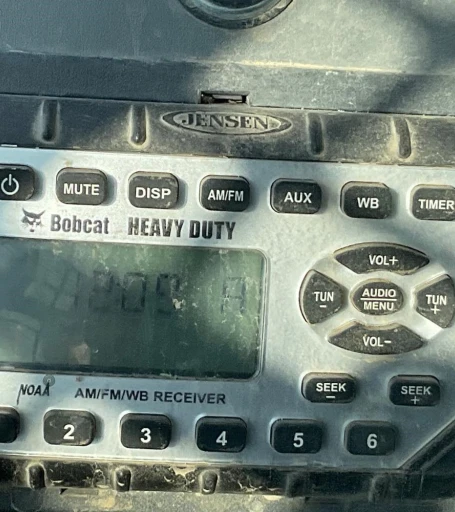 JENSEN
MUTE DISP AM/FM AUX WB TIMER
Bobcat HEAVY DUTY
VOL+
TUN - AUDIO MENU TUN +
VOL-
NOAA AM/FM/WB RECEIVER SEEK - SEEK +
2 3 4 5 6